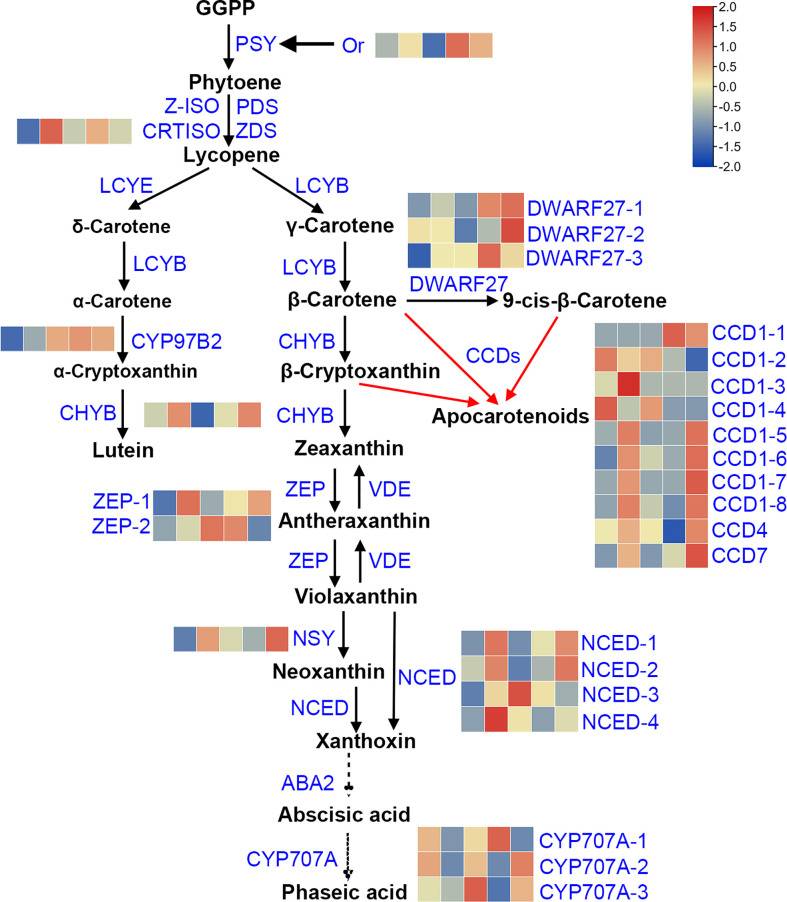 GGPP
PSY
Or
Phytoene
Z-ISO PDS
CRTISO ZDS
Lycopene
LCYE
LCYB
δ-Carotene
γ-Carotene
LCYB
LCYB
α-Carotene
β-Carotene
DWARF27
9-cis-β-Carotene
DWARF27-1
DWARF27-2
DWARF27-3
CYP97B2
CHYB
CCDs
α-Cryptoxanthin
β-Cryptoxanthin
Apocarotenoids
CHYB
CHYB
Lutein
Zeaxanthin
CCD1-1
CCD1-2
CCD1-3
CCD1-4
CCD1-5
CCD1-6
CCD1-7
CCD1-8
CCD4
CCD7
ZEP-1
ZEP-2
ZEP
VDE
Antheraxanthin
ZEP
VDE
Violaxanthin
NSY
Neoxanthin
NCED
NCED
Xanthoxin
NCED-1
NCED-2
NCED-3
NCED-4
ABA2
Abscisic acid
CYP707A
Phaseic acid
CYP707A-1
CYP707A-2
CYP707A-3
2.0
1.5
1.0
0.5
0.0
-0.5
-1.0
-1.5
-2.0